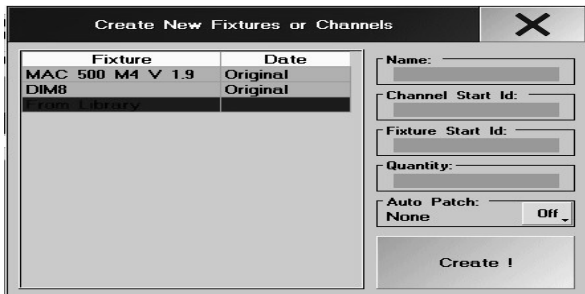 Create New Fixtures or Channels
Fixture Date
MAC 500 M4 V 1.9 Original
DIM8 Original
From Library
Name:
Channel Start Id:
Fixture Start Id:
Quantity:
Auto Patch:
None Off
Create !